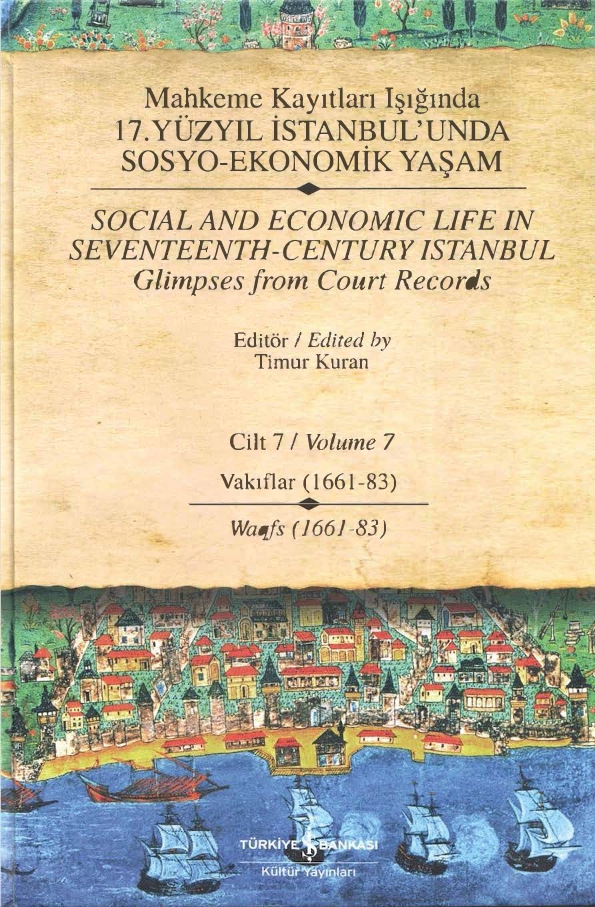 Mahkeme Kayıtları Işığında
17.YÜZYIL İSTANBUL'UNDA
SOSYO-EKONOMİK YAŞAM
SOCIAL AND ECONOMIC LIFE IN
SEVENTEENTH-CENTURY ISTANBUL
Glimpses from Court Records
Editör / Edited by
Timur Kuran
Cilt 7 / Volume 7
Vakıflar (1661-83)
Waqfs (1661-83)
TÜRKİYE İŞ BANKASI
Kültür Yayınları